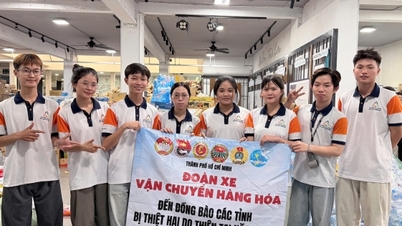 THÀNH PHỐ HỒ CHÍ MINH
ĐOÀN XE
VẬN CHUYỂN HÀNG HÓA
ĐẾN ĐỒNG BÀO CÁC TỈNH
BỊ THIỆT HẠI DO THIÊN TAI